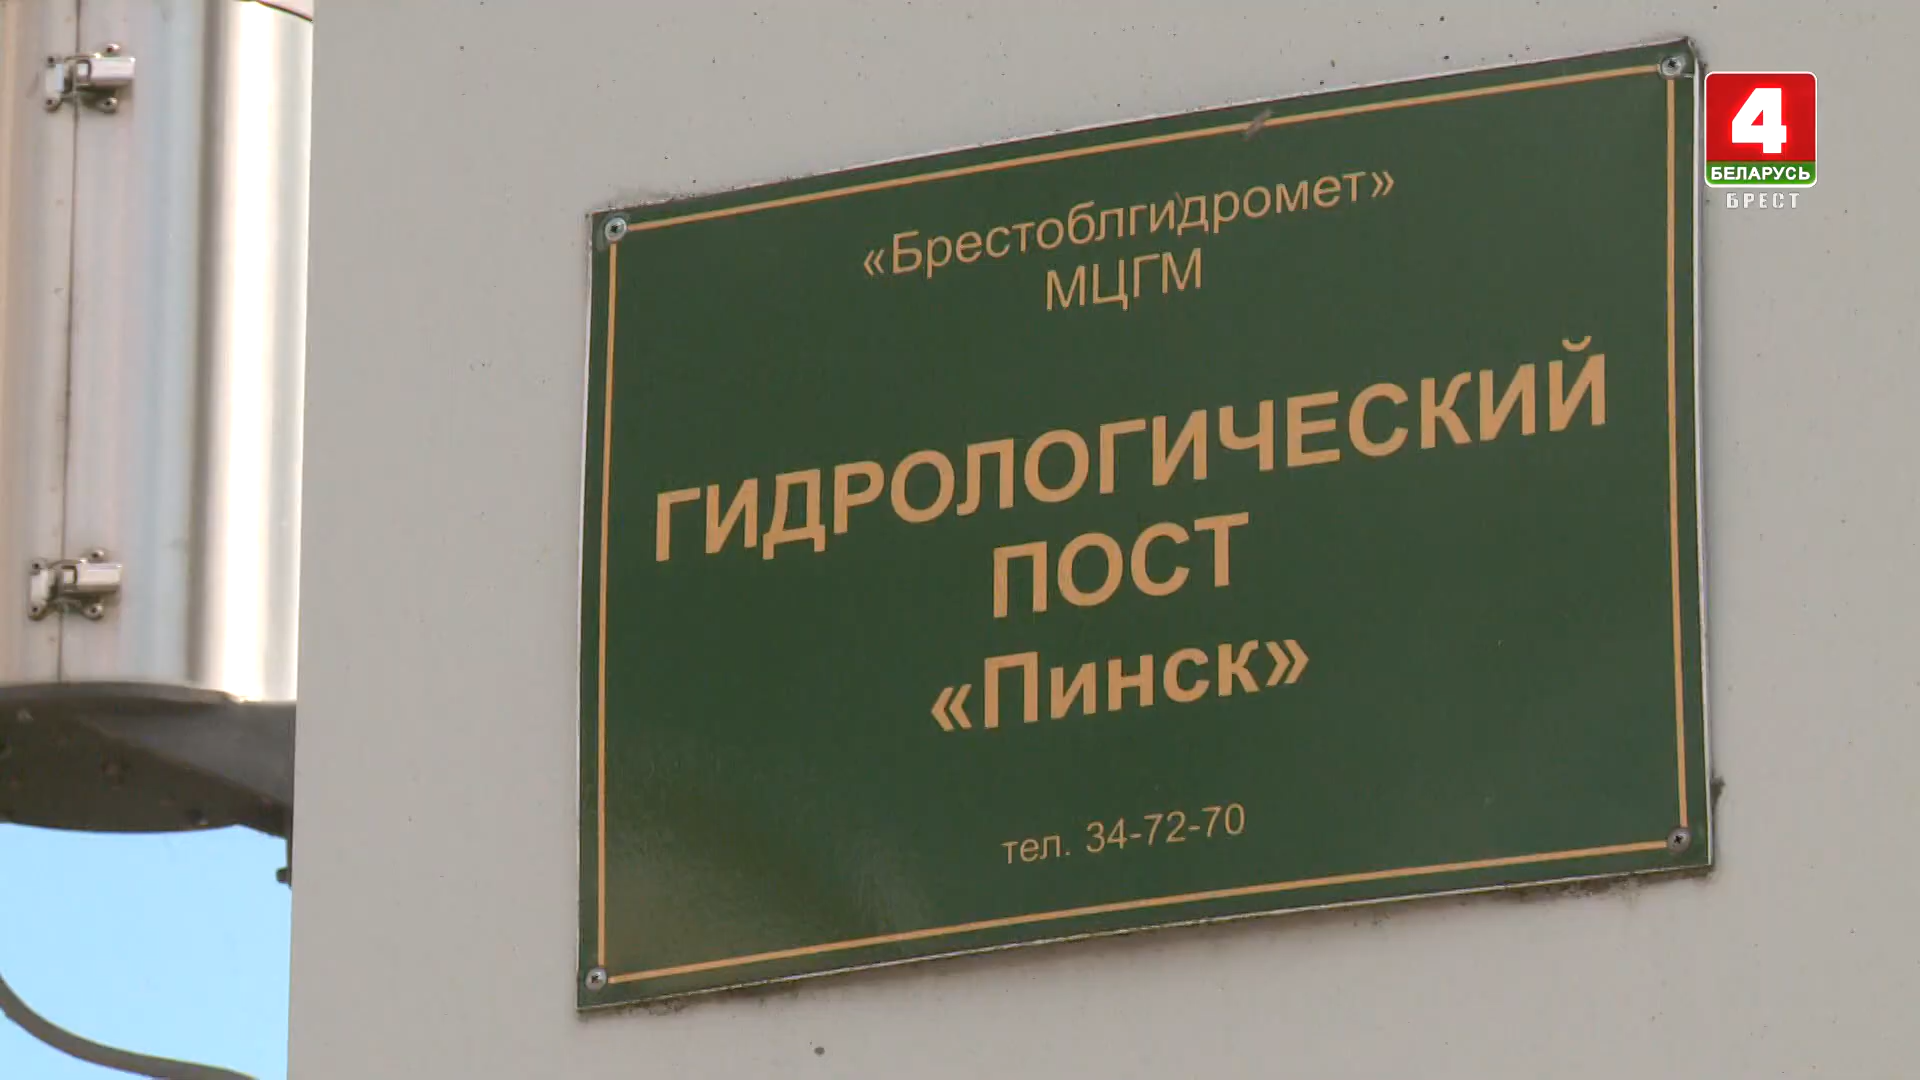 «Брестоблгидромет»
МЦГМ
ГИДРОЛОГИЧЕСКИЙ
ПОСТ
«Пинск»
тел. 34-72-70
4
БЕЛАРУСЬ
БРЕСТ